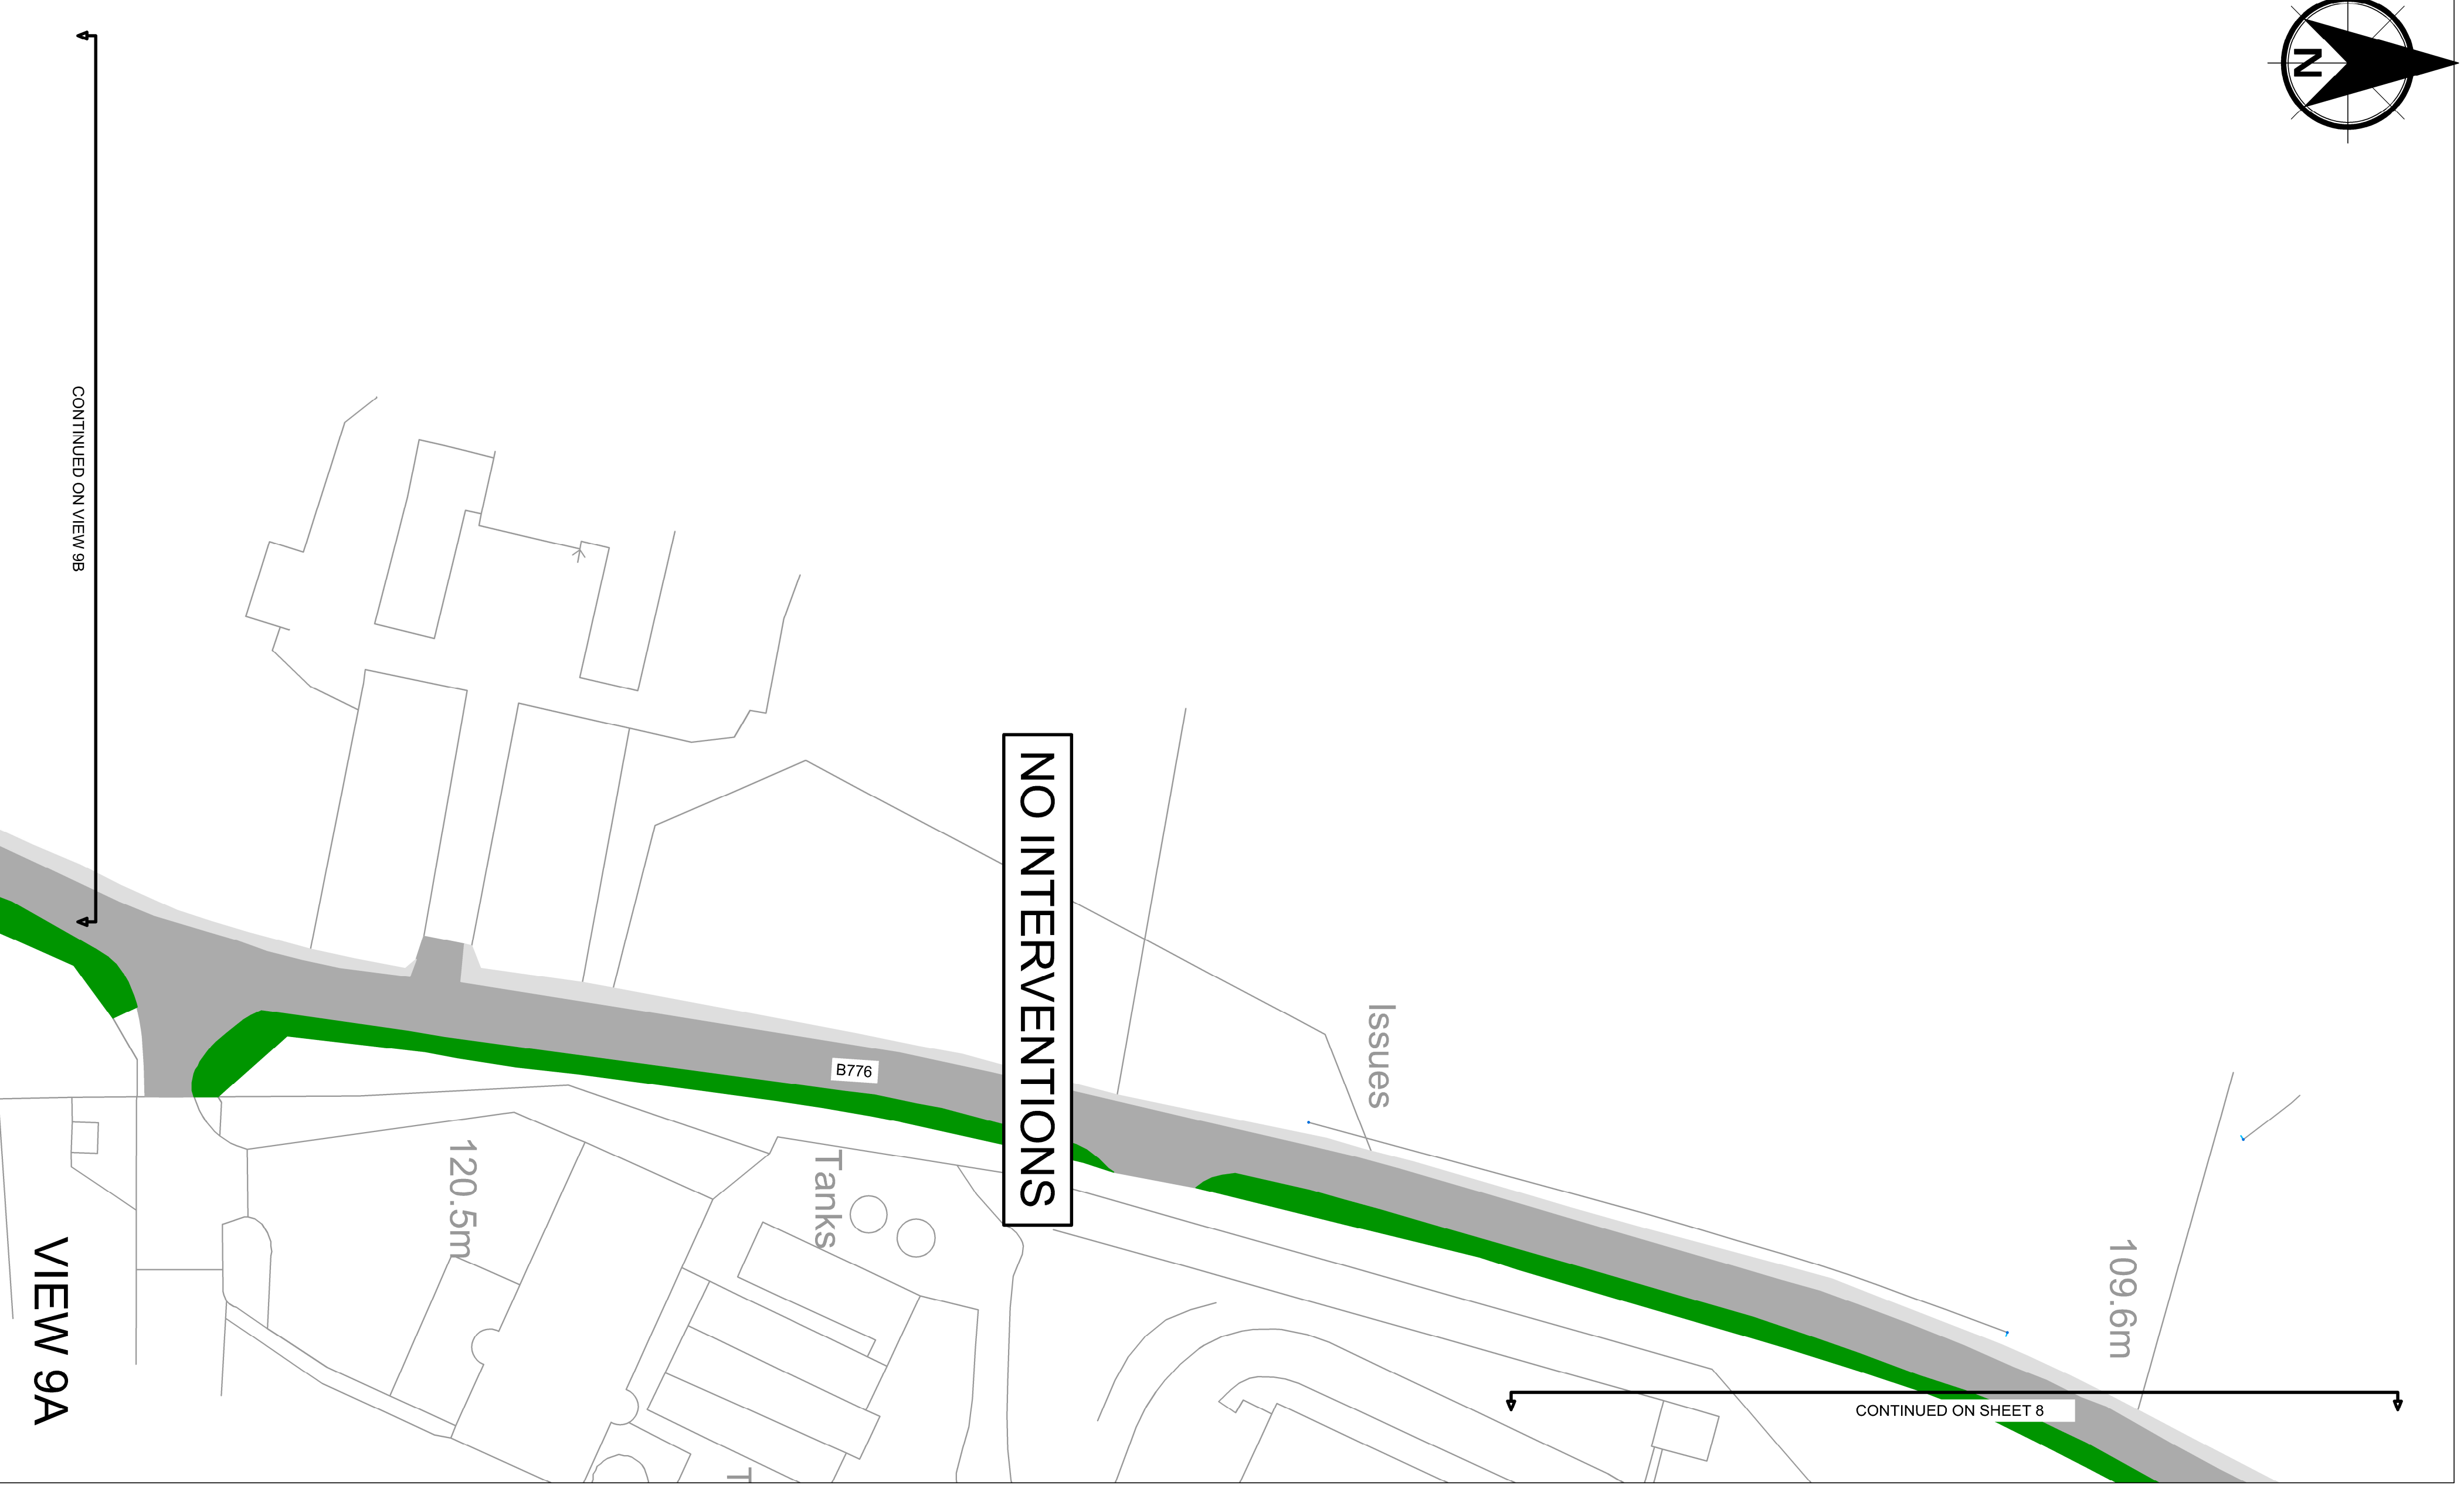 N
CONTINUED ON VIEW 9B
NO INTERVENTIONS
Issues
B776
120.5m
Tanks
109.6m
VIEW 9A
CONTINUED ON SHEET 8
T